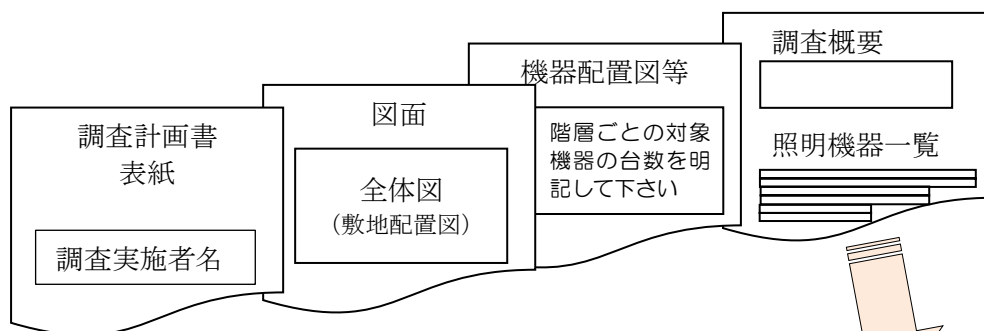 調査計画書
表紙
調査実施者名
図面
全体図
（敷地配置図）
機器配置図等
階層ごとの対象
機器の台数を明
記して下さい
調査概要
照明機器一覧